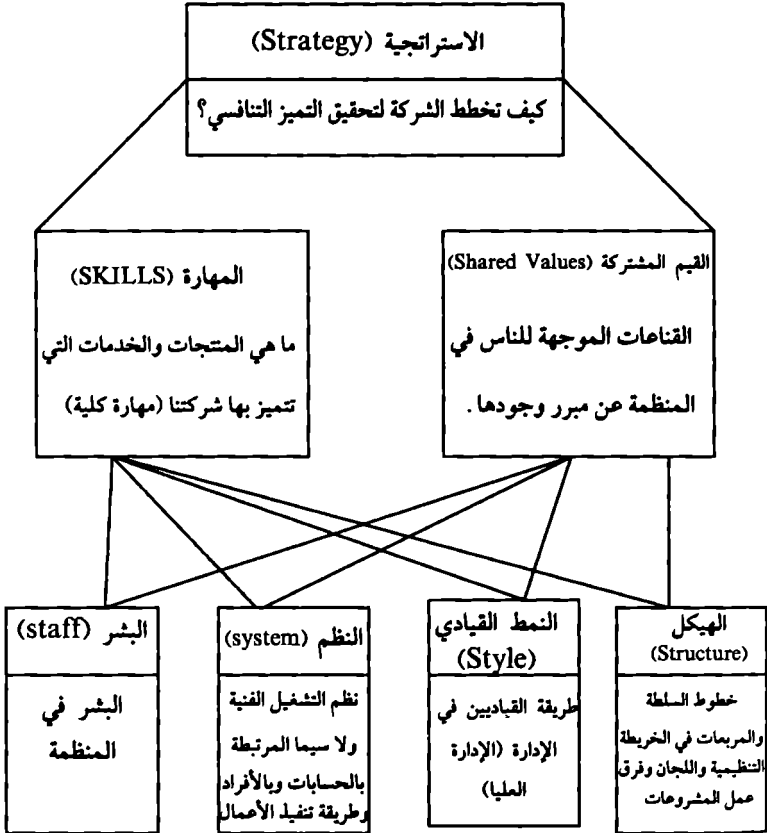 الاستراتجية (Strategy)
كيف تخطط الشركة لتحقيق التميز التنافسي؟
القيم المشتركة (Shared Values)
القناعات الموجهة للناس في
المنظمة عن مبرر وجودها .
المهارة (SKILLS)
ما هي المنتجات والخدمات التي
تتميز بها شركتنا (مهارة كلية)
الهيكل
(Structure)
خطوط السلطة
والمربعات في الخريطة
التنظيمية واللجان وفرق
عمل المشروعات
النمط القيادي
(Style)
طريقة القياديين في
الإدارة (الإدارة
العليا)
النظم (system)
نظم التشغيل الفنية
ولا سيما المرتبطة
بالحسابات وبالأفراد
وطريقة تنفيذ الأعمال
البشر (staff)
البشر في
المنظمة